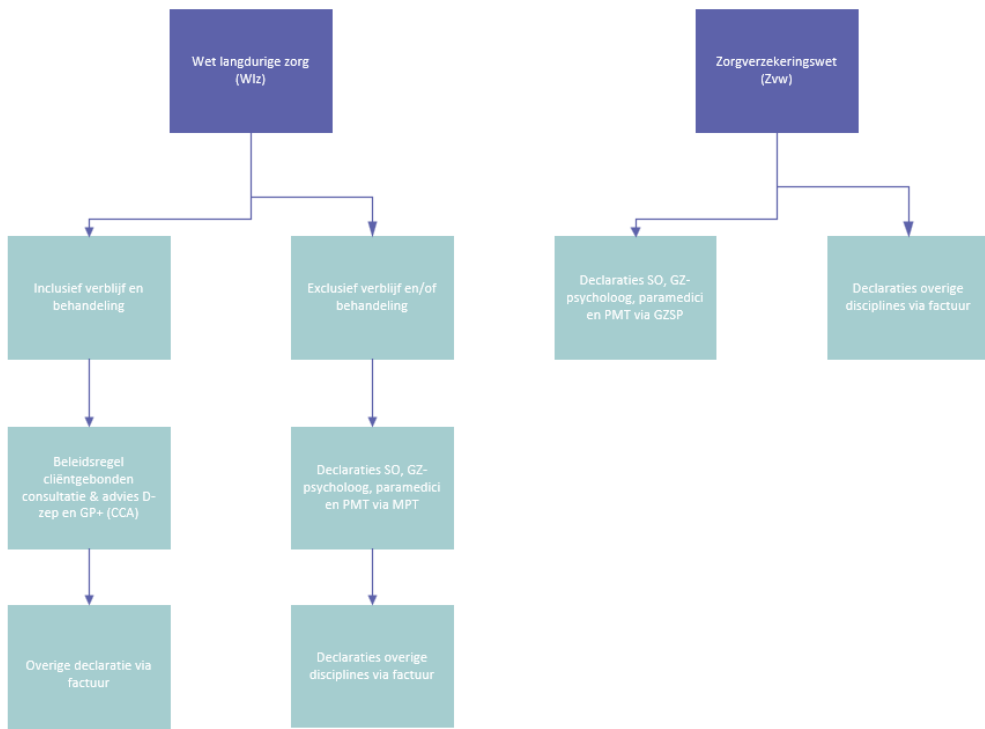 Wet langdurige zorg
(Wlz)
Zorgverzekeringswet
(Zvw)
Inclusief verblijf en
behandeling
Exclusief verblijf en/of
behandeling
Declaraties SO, GZ-
psycholoog, paramedici
en PMT via GZSP
Declaraties overige
disciplines via factuur
Beleidsregel
cliëntgebonden
consultatie & advies D-
zep en GP+ (CCA)
Declaraties SO, GZ-
psycholoog, paramedici
en PMT via MPT
Overige declaratie via
factuur
Declaraties overige
disciplines via factuur